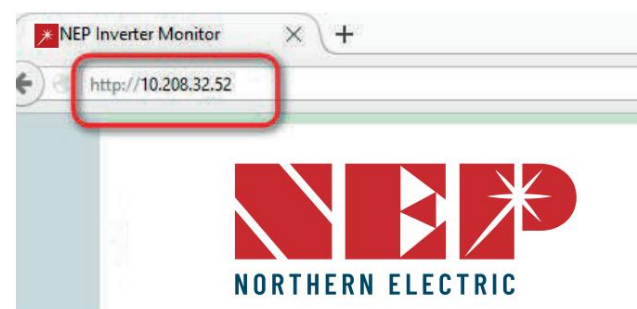 NEP Inverter Monitor
http://10.208.32.52
NEP
NORTHERN ELECTRIC